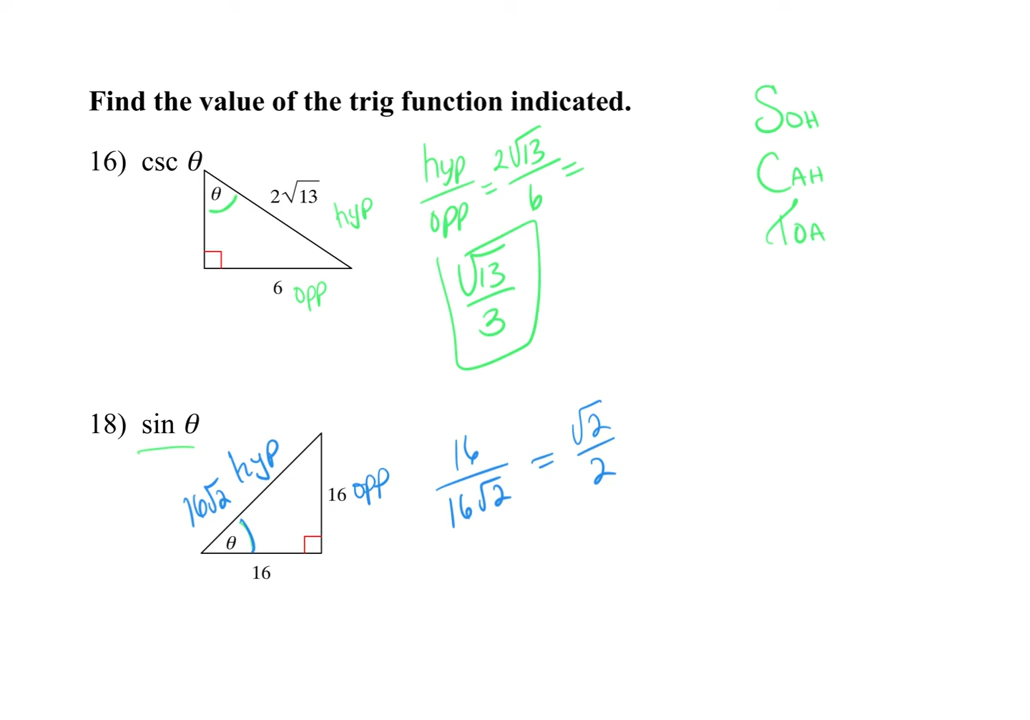 Find the value of the trig function indicated.
SOH
CAH
TOA
16) csc θ
θ
2√13
hyp
6 opp
hyp/opp = 2√13/6 =
√13/3
18) sin θ
16√2 hyp
16 opp
θ
16
16/16√2 = √2/2